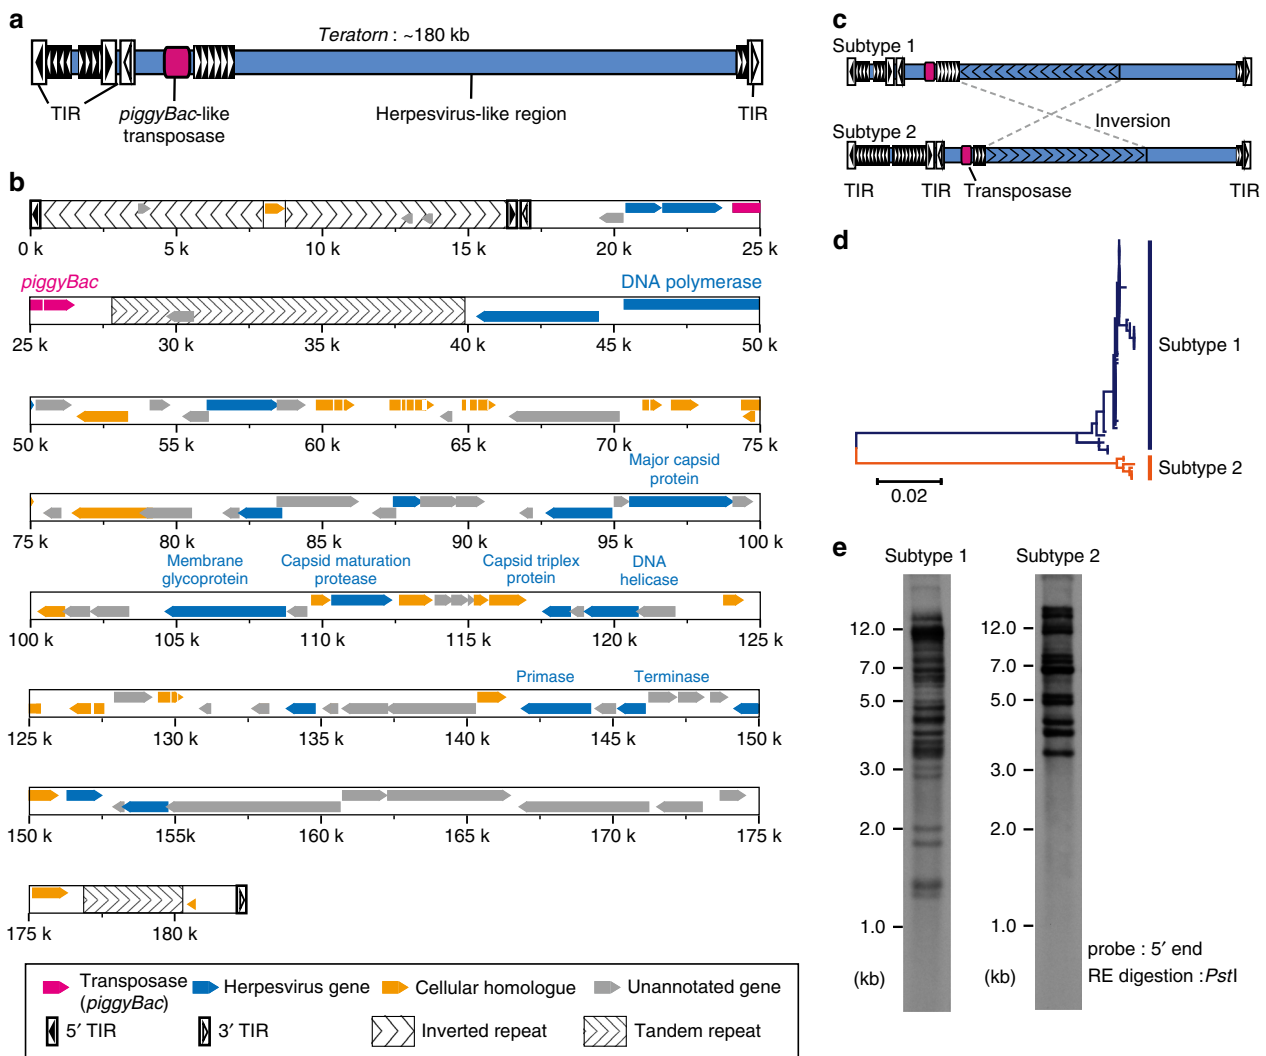 a
Teratorn : ~180 kb
TIR
piggyBac-like
transposase
Herpesvirus-like region
TIR
b
0 k 5 k 10 k 15 k 20 k 25 k
piggyBac
DNA polymerase
25 k 30 k 35 k 40 k 45 k 50 k
50 k 55 k 60 k 65 k 70 k 75 k
Major capsid
protein
75 k 80 k 85 k 90 k 95 k 100 k
Membrane
glycoprotein
Capsid maturation
protease
Capsid triplex
protein
DNA
helicase
100 k 105 k 110 k 115 k 120 k 125 k
Primase
Terminase
125 k 130 k 135 k 140 k 145 k 150 k
150 k 155k 160 k 165 k 170 k 175 k
175 k 180 k
Transposase
(piggyBac)
Herpesvirus gene
Cellular homologue
Unannotated gene
5′ TIR
3′ TIR
Inverted repeat
Tandem repeat
c
Subtype 1
Inversion
Subtype 2
TIR
TIR
Transposase
TIR
d
Subtype 1
Subtype 2
0.02
e
Subtype 1
12.0
7.0
5.0
3.0
2.0
1.0
(kb)
Subtype 2
12.0
7.0
5.0
3.0
2.0
1.0
(kb)
probe : 5′ end
RE digestion :PstI